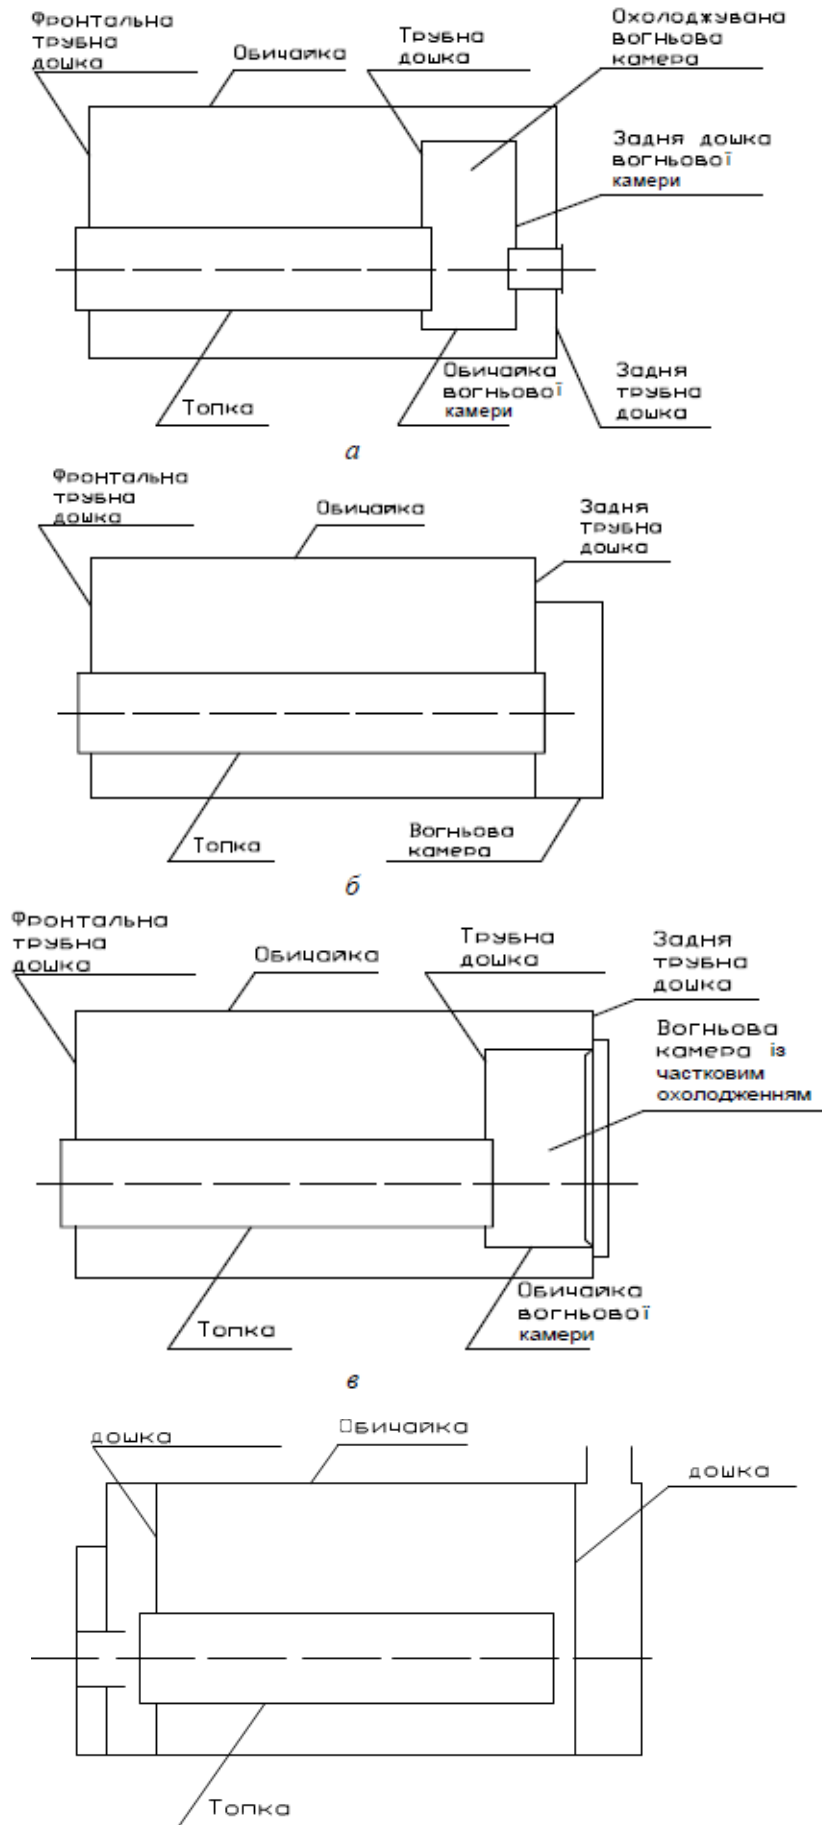 Фронтальна
трубна
дошка
Обичайка
Трубна
дошка
Охолоджувана
вогньова
камера
Задня дошка
вогньової
камери
Топка
Обичайка
вогньової
камери
Задня
трубна
дошка
а
Фронтальна
трубна
дошка
Обичайка
Задня
трубна
дошка
Топка
Вогньова
камера
б
Фронтальна
трубна
дошка
Обичайка
Трубна
дошка
Задня
трубна
дошка
Вогньова
камера із
частковим
охолодженням
Топка
Обичайка
вогньової
камери
в
дошка
Обичайка
дошка
Топка